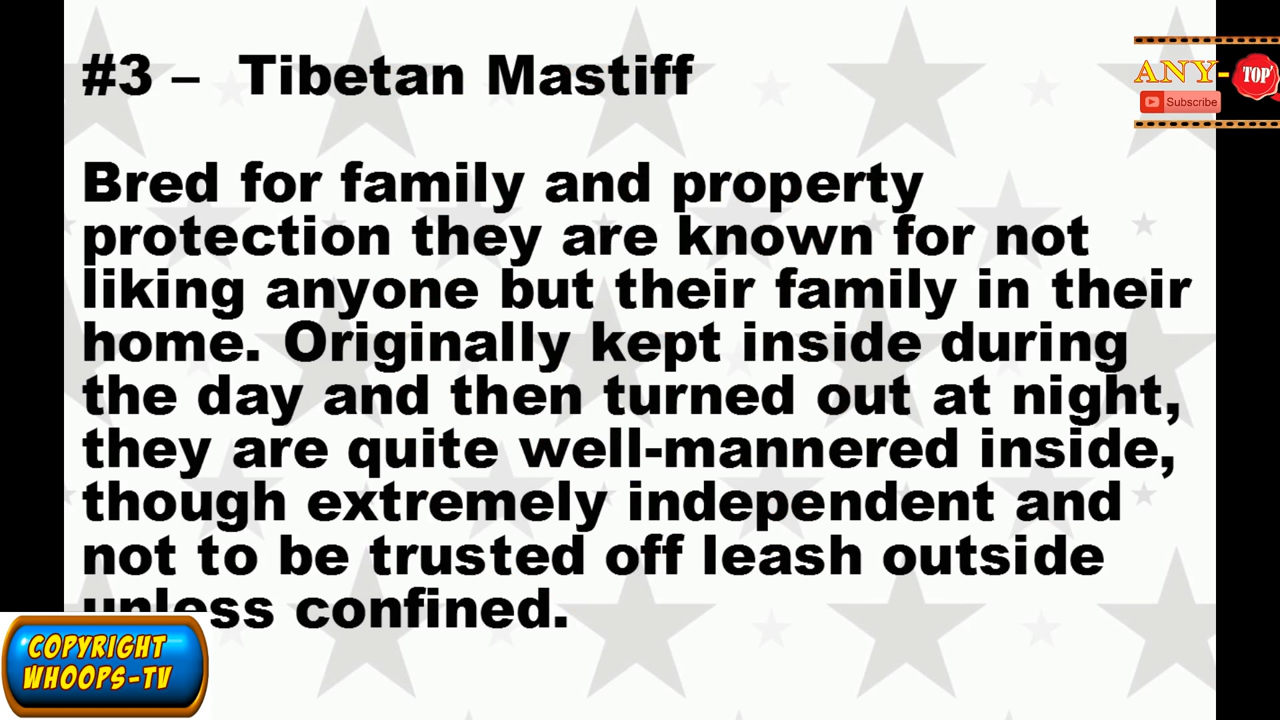 #3 – Tibetan Mastiff
ANY-
TOP'
Subscribe
Bred for family and property
protection they are known for not
liking anyone but their family in their
home. Originally kept inside during
the day and then turned out at night,
they are quite well-mannered inside,
though extremely independent and
not to be trusted off leash outside
unless confined.
COPYRIGHT
WHOOPS-TV